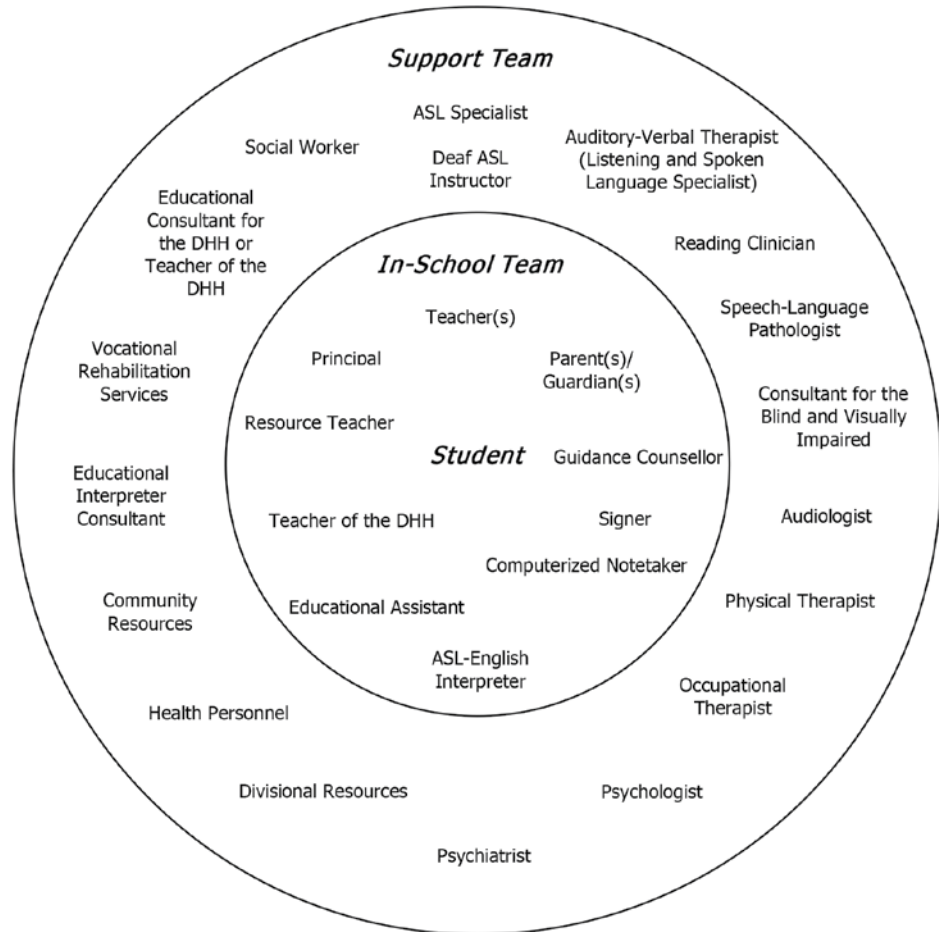 Support Team
ASL Specialist
Social Worker
Deaf ASL
Instructor
Auditory-Verbal Therapist
(Listening and Spoken
Language Specialist)
Educational
Consultant for
the DHH or
Teacher of the
DHH
Reading Clinician
In-School Team
Teacher(s)
Speech-Language
Pathologist
Vocational
Rehabilitation
Services
Principal
Parent(s)/
Guardian(s)
Consultant for the
Blind and Visually
Impaired
Resource Teacher
Student
Guidance Counsellor
Educational
Interpreter
Consultant
Teacher of the DHH
Signer
Audiologist
Computerized Notetaker
Community
Resources
Educational Assistant
Physical Therapist
ASL-English
Interpreter
Occupational
Therapist
Health Personnel
Divisional Resources
Psychologist
Psychiatrist